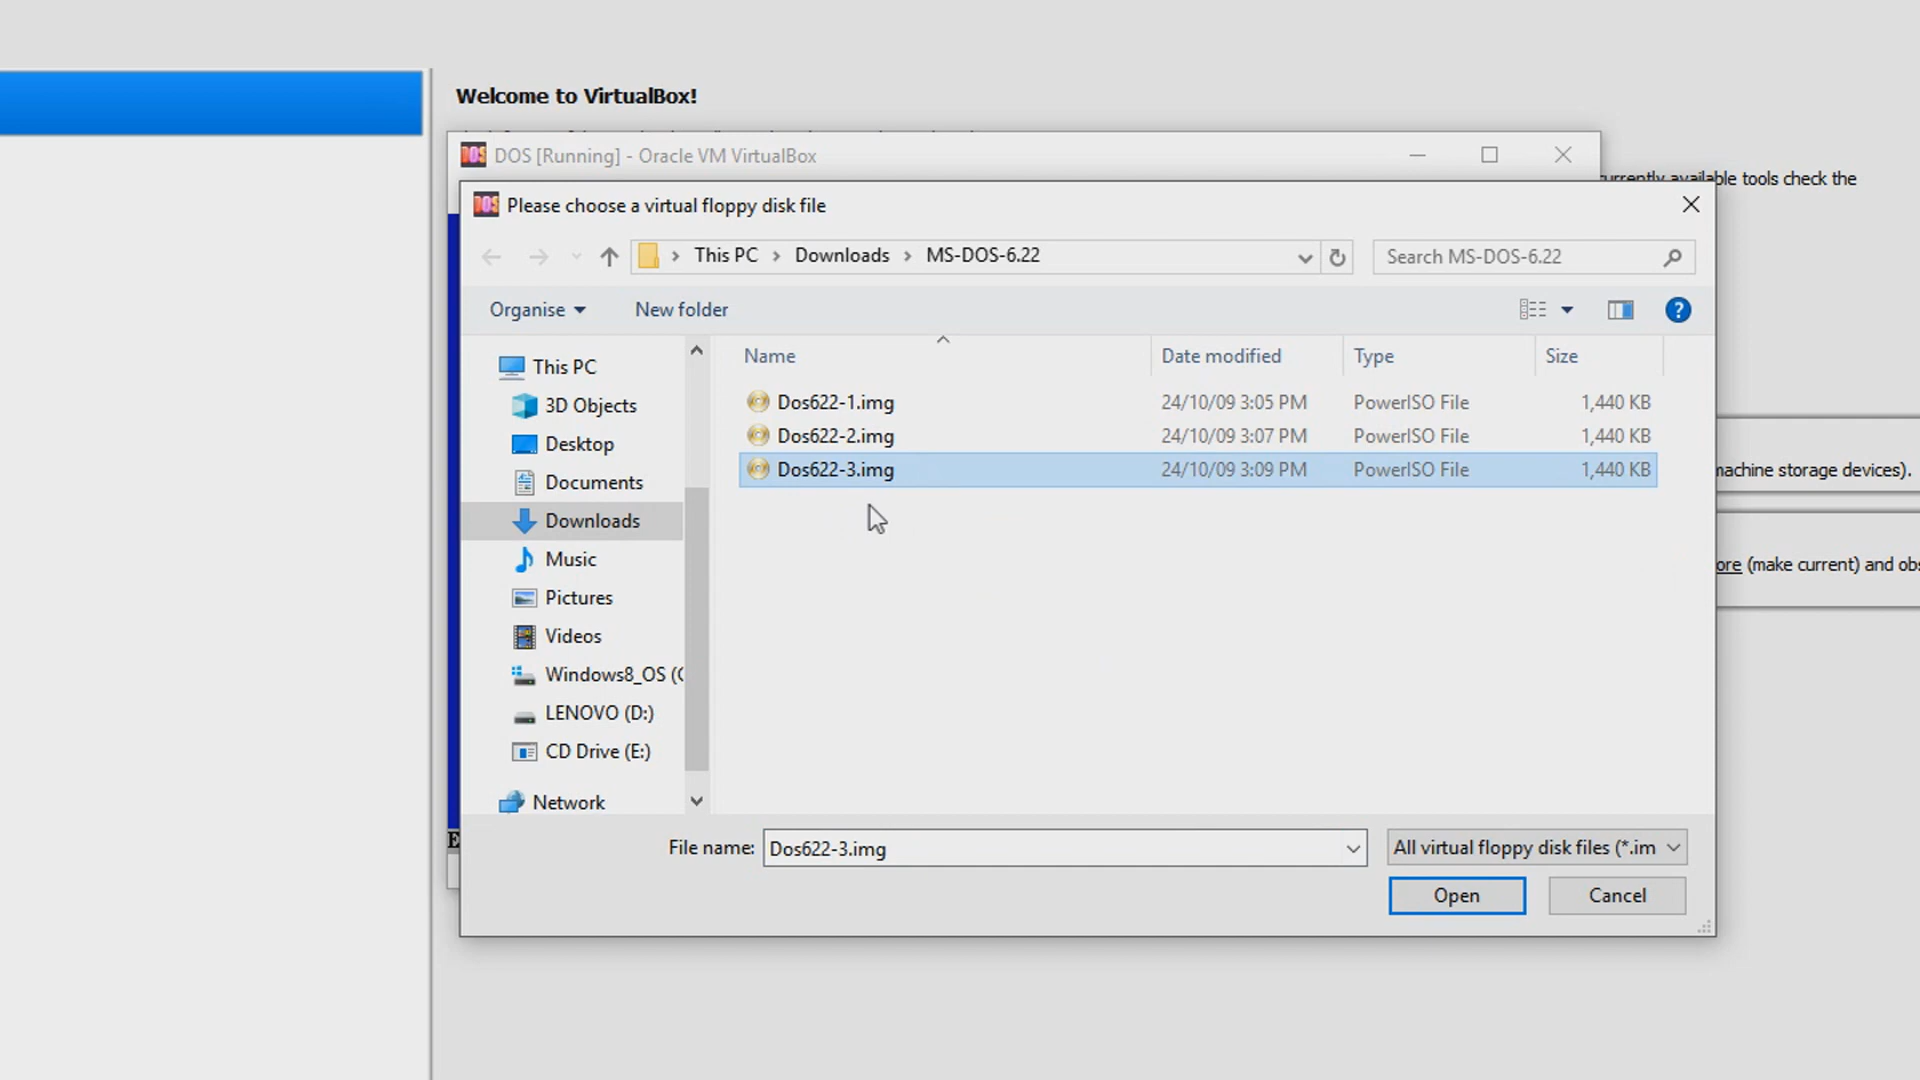 Welcome to VirtualBox!
DOS [Running] - Oracle VM VirtualBox
currently available tools check the
Please choose a virtual floppy disk file
This PC > Downloads > MS-DOS-6.22
Search MS-DOS-6.22
Organise
New folder
Name Date modified Type Size
Dos622-1.img 24/10/09 3:05 PM PowerISO File 1,440 KB
Dos622-2.img 24/10/09 3:07 PM PowerISO File 1,440 KB
Dos622-3.img 24/10/09 3:09 PM PowerISO File 1,440 KB
This PC
3D Objects
Desktop
Documents
Downloads
Music
Pictures
Videos
Windows8_OS (C
LENOVO (D:)
CD Drive (E:)
Network
machine storage devices).
ore (make current) and obs
File name: Dos622-3.img
All virtual floppy disk files (*.im
Open
Cancel